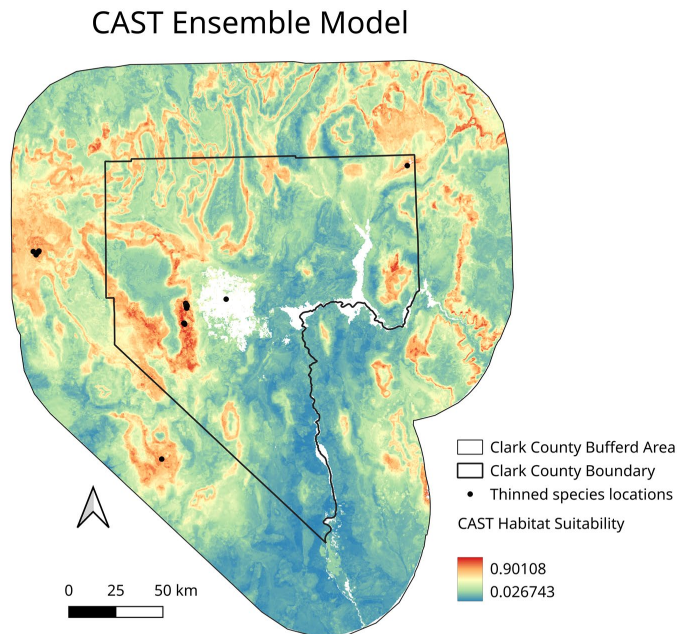 CAST Ensemble Model
Clark County Bufferd Area
Clark County Boundary
Thinned species locations
CAST Habitat Suitability
0.90108
0.026743
0 25 50 km